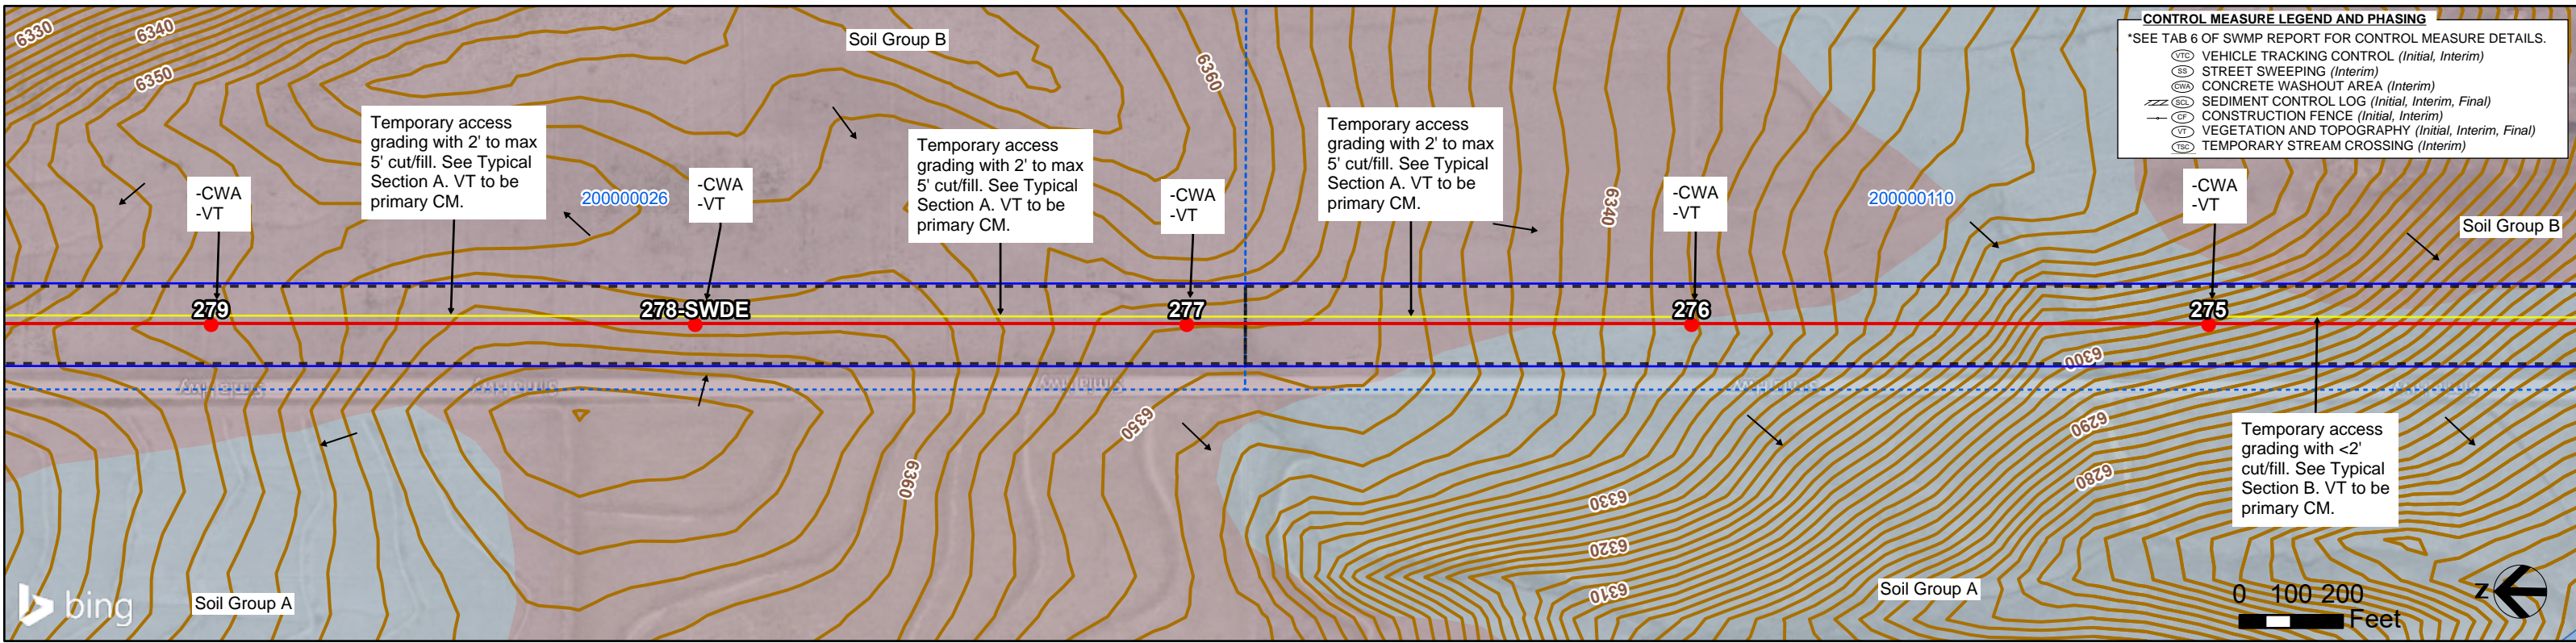 6330
6340
6350
Soil Group B
6360
CONTROL MEASURE LEGEND AND PHASING
*SEE TAB 6 OF SWMP REPORT FOR CONTROL MEASURE DETAILS.
VTC VEHICLE TRACKING CONTROL (Initial, Interim)
SS STREET SWEEPING (Interim)
CWA CONCRETE WASHOUT AREA (Interim)
SCL SEDIMENT CONTROL LOG (Initial, Interim, Final)
CF CONSTRUCTION FENCE (Initial, Interim)
VT VEGETATION AND TOPOGRAPHY (Initial, Interim, Final)
TSC TEMPORARY STREAM CROSSING (Interim)
-CWA
-VT
Temporary access
grading with 2' to max
5' cut/fill. See Typical
Section A. VT to be
primary CM.
200000026
-CWA
-VT
Temporary access
grading with 2' to max
5' cut/fill. See Typical
Section A. VT to be
primary CM.
-CWA
-VT
Temporary access
grading with 2' to max
5' cut/fill. See Typical
Section A. VT to be
primary CM.
6340
-CWA
-VT
200000110
-CWA
-VT
Soil Group B
279
278-SWDE
277
276
275
6300
6350
6360
6330
6320
6310
6290
6280
Temporary access
grading with <2'
cut/fill. See Typical
Section B. VT to be
primary CM.
bing
Soil Group A
Soil Group A
0 100 200
Feet
Z